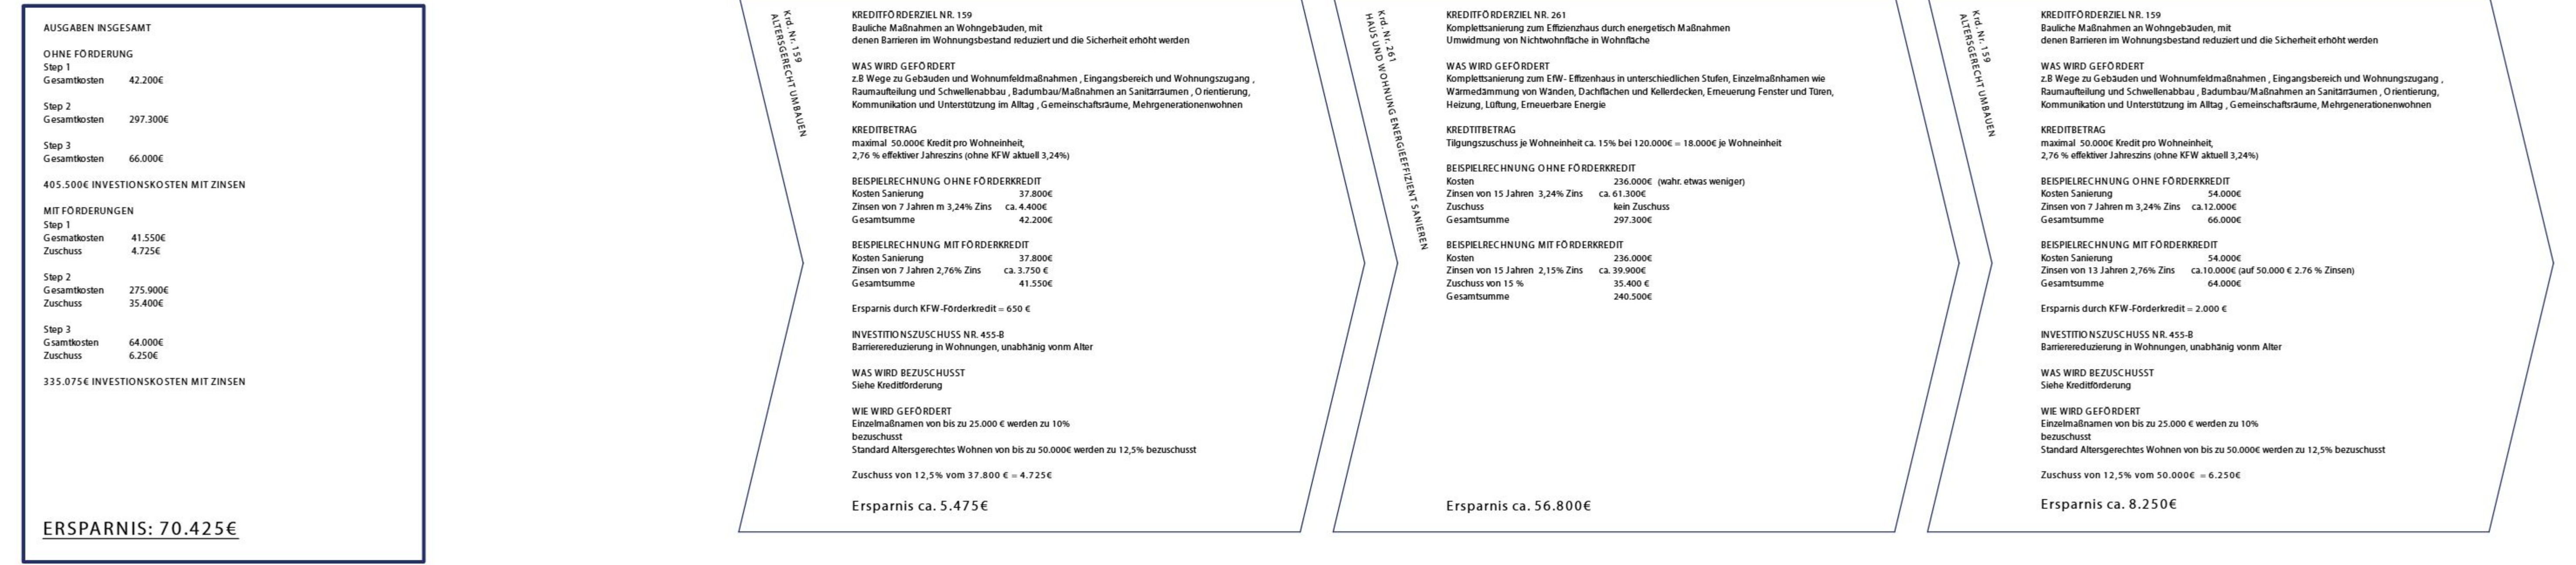 AUSGABEN INSGESAMT
OHNE FÖRDERUNG
Step 1
Gesamtkosten 42.200€
Step 2
Gesamtkosten 297.300€
Step 3
Gesamtkosten 66.000€
405.500€ INVESTIONSKOSTEN MIT ZINSEN
MIT FÖRDERUNGEN
Step 1
Gesmatkosten 41.550€
Zuschuss 4.725€
Step 2
Gesamtkosten 275.900€
Zuschuss 35.400€
Step 3
Gsamtkosten 64.000€
Zuschuss 6.250€
335.075€ INVESTIONSKOSTEN MIT ZINSEN
ERSPARNIS: 70.425€
Krd. Nr. 159
ALTERSGERECHT UMBAUEN
KREDITFÖRDERZIEL NR. 159
Bauliche Maßnahmen an Wohngebäuden, mit
denen Barrieren im Wohnungsbestand reduziert und die Sicherheit erhöht werden
WAS WIRD GEFÖRDERT
z.B Wege zu Gebäuden und Wohnumfeldmaßnahmen , Eingangsbereich und Wohnungszugang ,
Raumaufteilung und Schwellenabbau , Badumbau/Maßnahmen an Sanitärräumen , Orientierung,
Kommunikation und Unterstützung im Alltag , Gemeinschaftsräume, Mehrgenerationenwohnen
KREDITBETRAG
maximal 50.000€ Kredit pro Wohneinheit,
2,76 % effektiver Jahreszins (ohne KFW aktuell 3,24%)
BEISPIELRECHNUNG OHNE FÖRDERKREDIT
Kosten Sanierung 37.800€
Zinsen von 7 Jahren m 3,24% Zins ca. 4.400€
Gesamtsumme 42.200€
BEISPIELRECHNUNG MIT FÖRDERKREDIT
Kosten Sanierung 37.800€
Zinsen von 7 Jahren 2,76% Zins ca. 3.750 €
Gesamtsumme 41.550€
Ersparnis durch KFW-Förderkredit = 650 €
INVESTITIONSZUSCHUSS NR. 455-B
Barrierereduzierung in Wohnungen, unabhänig vonm Alter
WAS WIRD BEZUSCHUSST
Siehe Kreditförderung
WIE WIRD GEFÖRDERT
Einzelmaßnamen von bis zu 25.000 € werden zu 10%
bezuschusst
Standard Altersgerechtes Wohnen von bis zu 50.000€ werden zu 12,5% bezuschusst
Zuschuss von 12,5% vom 37.800 € = 4.725€
Ersparnis ca. 5.475€
Krd. Nr. 261
HAUS UND WOHNUNG ENERGIEEFFIZIENT SANIEREN
KREDITFÖRDERZIEL NR. 261
Komplettsanierung zum Effizienzhaus durch energetisch Maßnahmen
Umwidmung von Nichtwohnfläche in Wohnfläche
WAS WIRD GEFÖRDERT
Komplettsanierung zum EfW- Effizenhaus in unterschiedlichen Stufen, Einzelmaßnhamen wie
Wärmedämmung von Wänden, Dachflächen und Kellerdecken, Erneuerung Fenster und Türen,
Heizung, Lüftung, Erneuerbare Energie
KREDTITBETRAG
Tilgungszuschuss je Wohneinheit ca. 15% bei 120.000€ = 18.000€ je Wohneinheit
BEISPIELRECHNUNG OHNE FÖRDERKREDIT
Kosten 236.000€ (wahr. etwas weniger)
Zinsen von 15 Jahren 3,24% Zins ca. 61.300€
Zuschuss kein Zuschuss
Gesamtsumme 297.300€
BEISPIELRECHNUNG MIT FÖRDERKREDIT
Kosten 236.000€
Zinsen von 15 Jahren 2,15% Zins ca. 39.900€
Zuschuss von 15 % 35.400 €
Gesamtsumme 240.500€
Ersparnis ca. 56.800€
Krd. Nr. 159
ALTERSGERECHT UMBAUEN
KREDITFÖRDERZIEL NR. 159
Bauliche Maßnahmen an Wohngebäuden, mit
denen Barrieren im Wohnungsbestand reduziert und die Sicherheit erhöht werden
WAS WIRD GEFÖRDERT
z.B Wege zu Gebäuden und Wohnumfeldmaßnahmen , Eingangsbereich und Wohnungszugang ,
Raumaufteilung und Schwellenabbau , Badumbau/Maßnahmen an Sanitärräumen , Orientierung,
Kommunikation und Unterstützung im Alltag , Gemeinschaftsräume, Mehrgenerationenwohnen
KREDITBETRAG
maximal 50.000€ Kredit pro Wohneinheit,
2,76 % effektiver Jahreszins (ohne KFW aktuell 3,24%)
BEISPIELRECHNUNG OHNE FÖRDERKREDIT
Kosten Sanierung 54.000€
Zinsen von 7 Jahren m 3,24% Zins ca.12.000€
Gesamtsumme 66.000€
BEISPIELRECHNUNG MIT FÖRDERKREDIT
Kosten Sanierung 54.000€
Zinsen von 13 Jahren 2,76% Zins ca.10.000€ (auf 50.000 € 2.76 % Zinsen)
Gesamtsumme 64.000€
Ersparnis durch KFW-Förderkredit = 2.000 €
INVESTITIONSZUSCHUSS NR. 455-B
Barrierereduzierung in Wohnungen, unabhänig vonm Alter
WAS WIRD BEZUSCHUSST
Siehe Kreditförderung
WIE WIRD GEFÖRDERT
Einzelmaßnamen von bis zu 25.000 € werden zu 10%
bezuschusst
Standard Altersgerechtes Wohnen von bis zu 50.000€ werden zu 12,5% bezuschusst
Zuschuss von 12,5% vom 50.000€ = 6.250€
Ersparnis ca. 8.250€